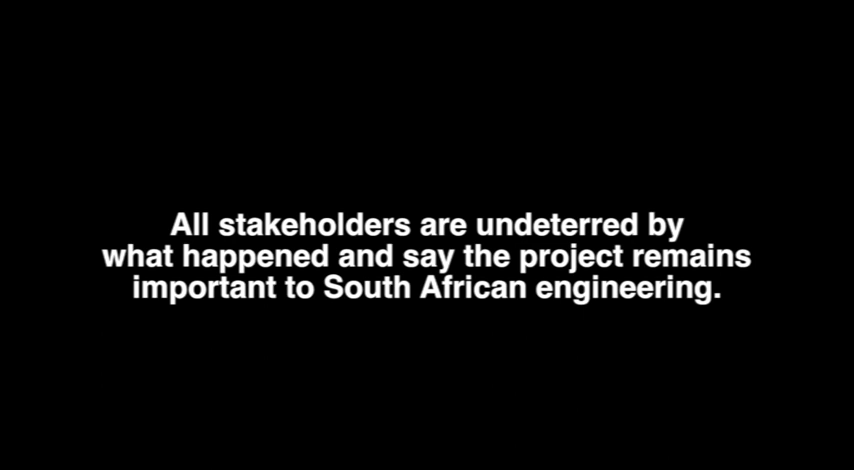 All stakeholders are undeterred by
what happened and say the project remains
important to South African engineering.